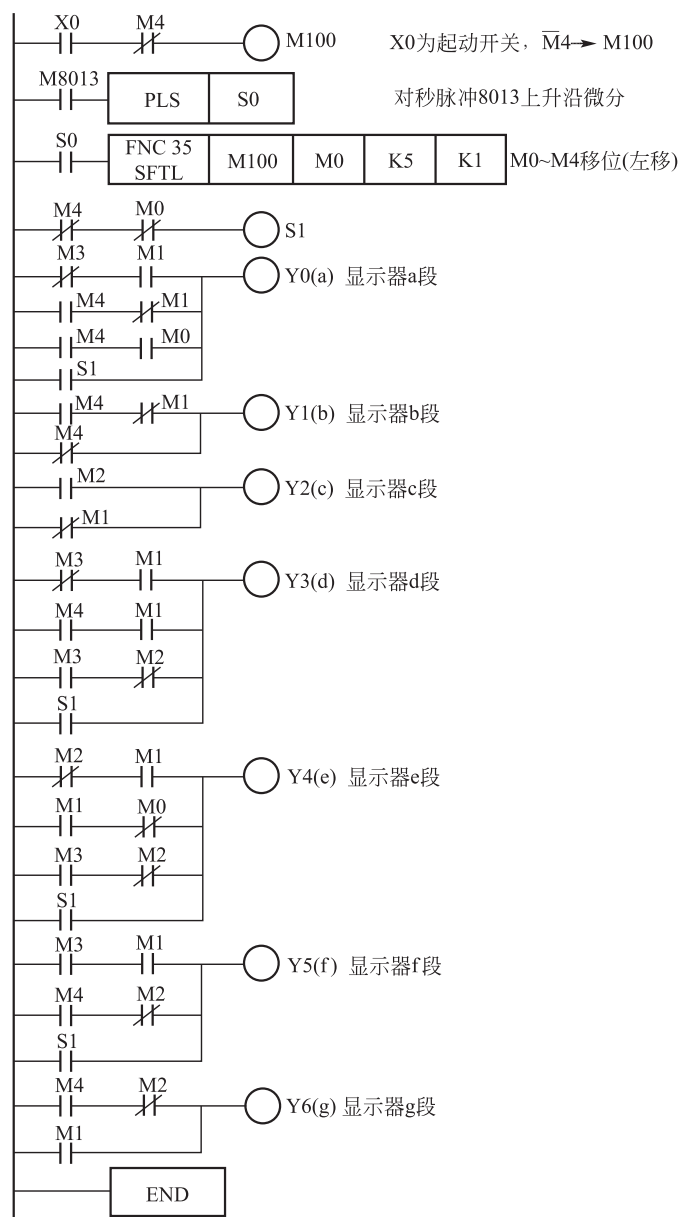 X0 M4
M100 X0为起动开关，M̅4→ M100
M8013
PLS S0 对秒脉冲8013上升沿微分
S0
FNC 35 SFTL M100 M0 K5 K1 M0~M4移位(左移)
M4 M0
S1
M3 M1
Y0(a) 显示器a段
M4 M1
M4 M0
S1
M4 M1
Y1(b) 显示器b段
M4
M2
Y2(c) 显示器c段
M1
M3 M1
Y3(d) 显示器d段
M4 M1
M3 M2
S1
M2 M1
Y4(e) 显示器e段
M1 M0
M3 M2
S1
M3 M1
Y5(f) 显示器f段
M4 M2
S1
M4 M2
Y6(g) 显示器g段
M1
END